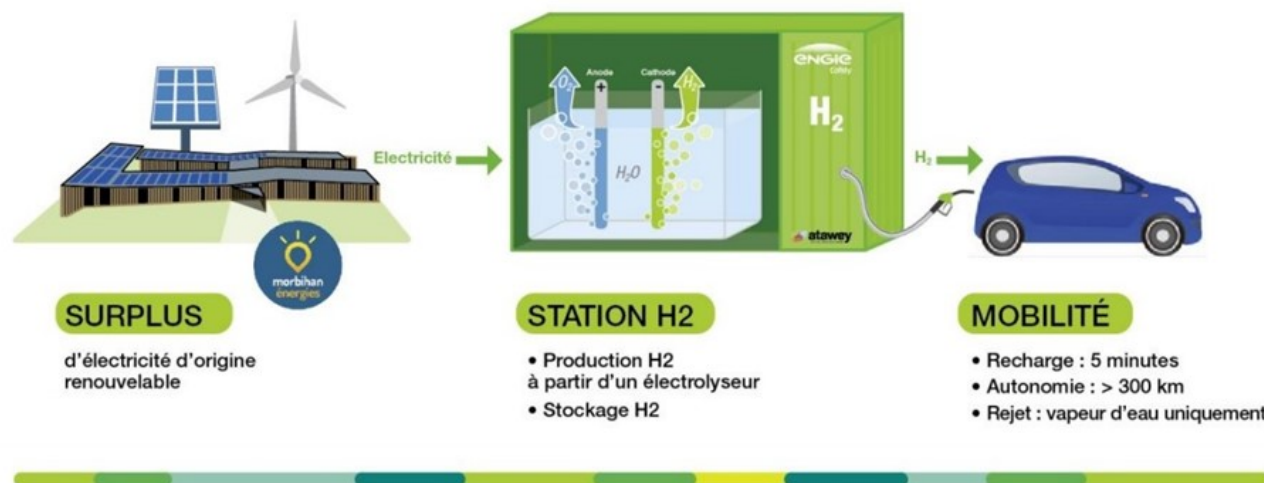 Electricité
O₂
Anode
+
Cathode
-
H₂
H₂O
ENGIE
Cofely
H₂
atawey
H₂
morbihan
énergies
SURPLUS
d'électricité d'origine
renouvelable
STATION H2
• Production H2
à partir d'un électrolyseur
• Stockage H2
MOBILITÉ
• Recharge : 5 minutes
• Autonomie : > 300 km
• Rejet : vapeur d'eau uniquement